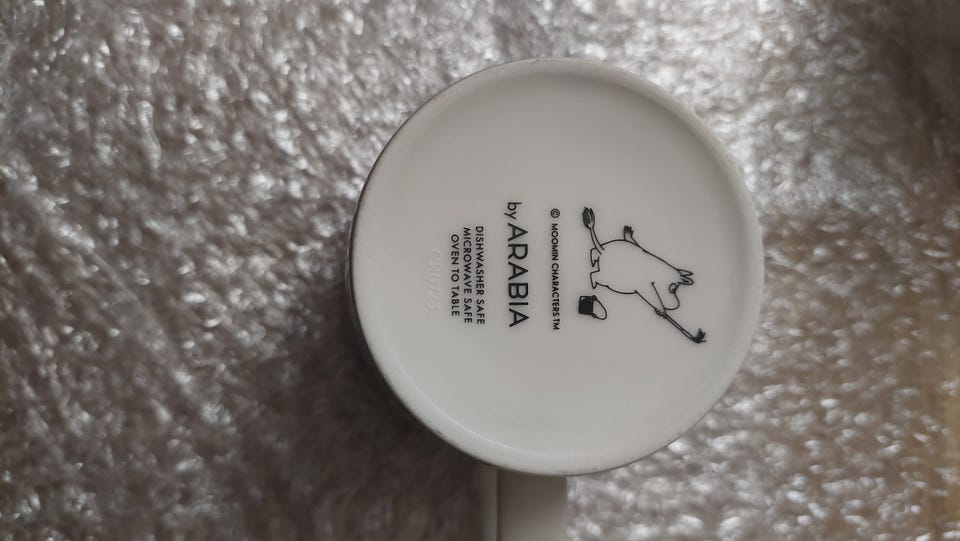 © MOOMIN CHARACTERS TM
by ARABIA
DISHWASHER SAFE
MICROWAVE SAFE
OVEN TO TABLE